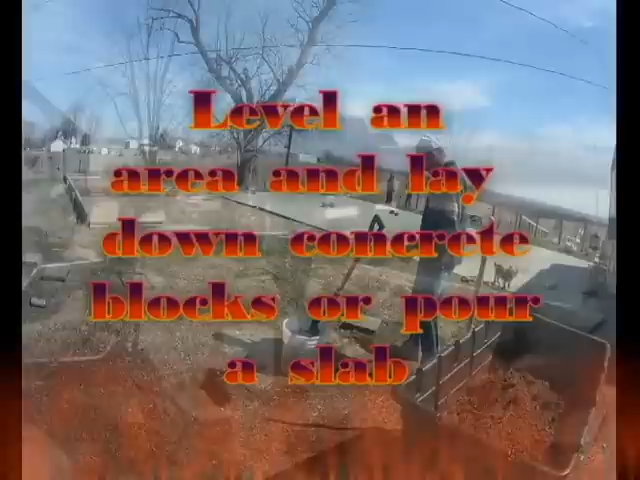 Level an
area and lay
down concrete
blocks or pour
a slab